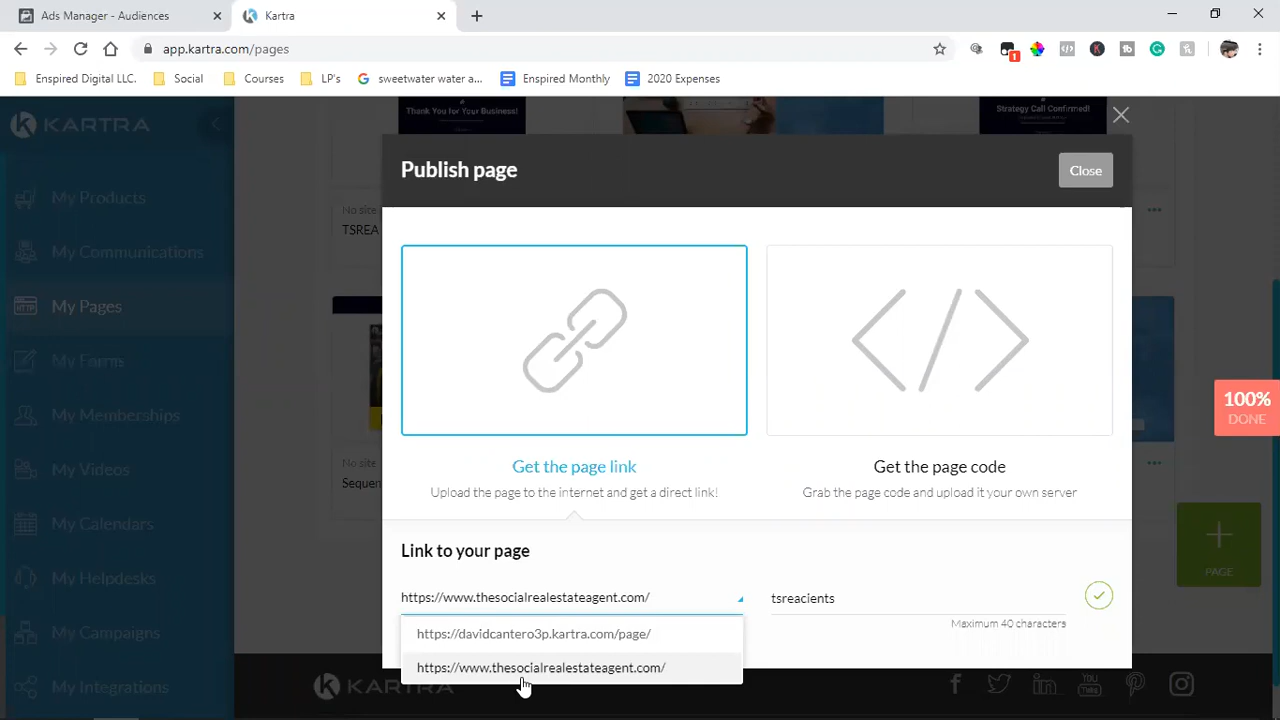 Ads Manager - Audiences
Kartra
app.kartra.com/pages
1
Enspired Digital LLC.
Social
Courses
LP's
sweetwater water a...
Enspired Monthly
2020 Expenses
KARTRA
Thank You for Your Business!
Strategy Call Confirmed!
Publish page
Close
My Products
My Communications
My Pages
My Forms
My Memberships
My Videos
My Calendars
My Helpdesks
My Campaigns
My Integrations
HTTP
No site
TSREA
No site
Sequen
100%
DONE
Get the page link
Upload the page to the internet and get a direct link!
Get the page code
Grab the page code and upload it your own server
PAGE
Link to your page
https://www.thesocialrealestateagent.com/
tsreacients
Maximum 40 characters
https://davidcantero3p.kartra.com/page/
https://www.thesocialrealestateagent.com/
KARTRA
You
Tube